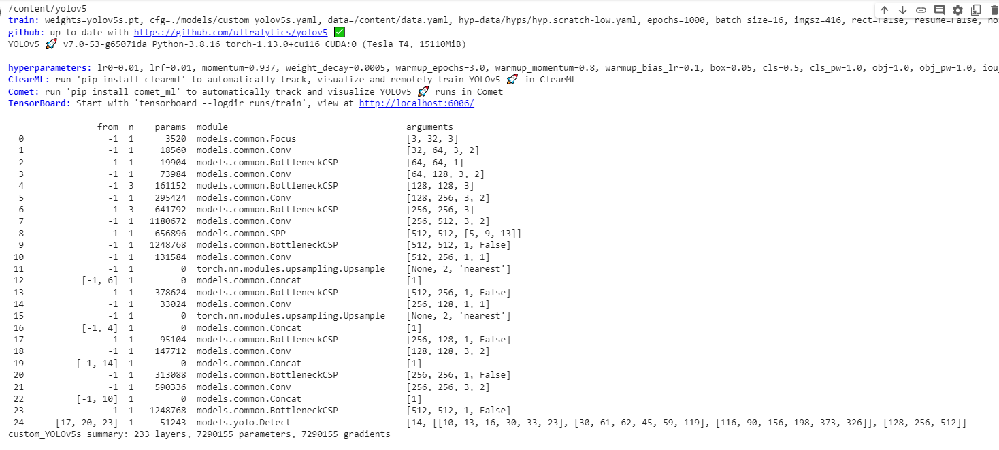 /content/yolov5
train: weights=yolov5s.pt, cfg=./models/custom_yolov5s.yaml, data=/content/data.yaml, hyp=data/hyps/hyp.scratch-low.yaml, epochs=1000, batch_size=16, imgsz=416, rect=False, resume=False, no
github: up to date with https://github.com/ultralytics/yolov5 ✅
YOLOv5 🚀 v7.0-53-g65071da Python-3.8.16 torch-1.13.0+cu116 CUDA:0 (Tesla T4, 15110MiB)
hyperparameters: lr0=0.01, lrf=0.01, momentum=0.937, weight_decay=0.0005, warmup_epochs=3.0, warmup_momentum=0.8, warmup_bias_lr=0.1, box=0.05, cls=0.5, cls_pw=1.0, obj=1.0, obj_pw=1.0, iou
ClearML: run 'pip install clearml' to automatically track, visualize and remotely train YOLOv5 🚀 in ClearML
Comet: run 'pip install comet_ml' to automatically track and visualize YOLOv5 🚀 runs in Comet
TensorBoard: Start with 'tensorboard --logdir runs/train', view at http://localhost:6006/
from n params module arguments
0 -1 1 3520 models.common.Focus [3, 32, 3]
1 -1 1 18560 models.common.Conv [32, 64, 3, 2]
2 -1 1 19904 models.common.BottleneckCSP [64, 64, 1]
3 -1 1 73984 models.common.Conv [64, 128, 3, 2]
4 -1 3 161152 models.common.BottleneckCSP [128, 128, 3]
5 -1 1 295424 models.common.Conv [128, 256, 3, 2]
6 -1 3 641792 models.common.BottleneckCSP [256, 256, 3]
7 -1 1 1180672 models.common.Conv [256, 512, 3, 2]
8 -1 1 656896 models.common.SPP [512, 512, [5, 9, 13]]
9 -1 1 1248768 models.common.BottleneckCSP [512, 512, 1, False]
10 -1 1 131584 models.common.Conv [512, 256, 1, 1]
11 -1 1 0 torch.nn.modules.upsampling.Upsample [None, 2, 'nearest']
12 [-1, 6] 1 0 models.common.Concat [1]
13 -1 1 378624 models.common.BottleneckCSP [512, 256, 1, False]
14 -1 1 33024 models.common.Conv [256, 128, 1, 1]
15 -1 1 0 torch.nn.modules.upsampling.Upsample [None, 2, 'nearest']
16 [-1, 4] 1 0 models.common.Concat [1]
17 -1 1 95104 models.common.BottleneckCSP [256, 128, 1, False]
18 -1 1 147712 models.common.Conv [128, 128, 3, 2]
19 [-1, 14] 1 0 models.common.Concat [1]
20 -1 1 313088 models.common.BottleneckCSP [256, 256, 1, False]
21 -1 1 590336 models.common.Conv [256, 256, 3, 2]
22 [-1, 10] 1 0 models.common.Concat [1]
23 -1 1 1248768 models.common.BottleneckCSP [512, 512, 1, False]
24 [17, 20, 23] 1 51243 models.yolo.Detect [14, [[10, 13, 16, 30, 33, 23], [30, 61, 62, 45, 59, 119], [116, 90, 156, 198, 373, 326]], [128, 256, 512]]
custom_YOLOv5s summary: 233 layers, 7290155 parameters, 7290155 gradients